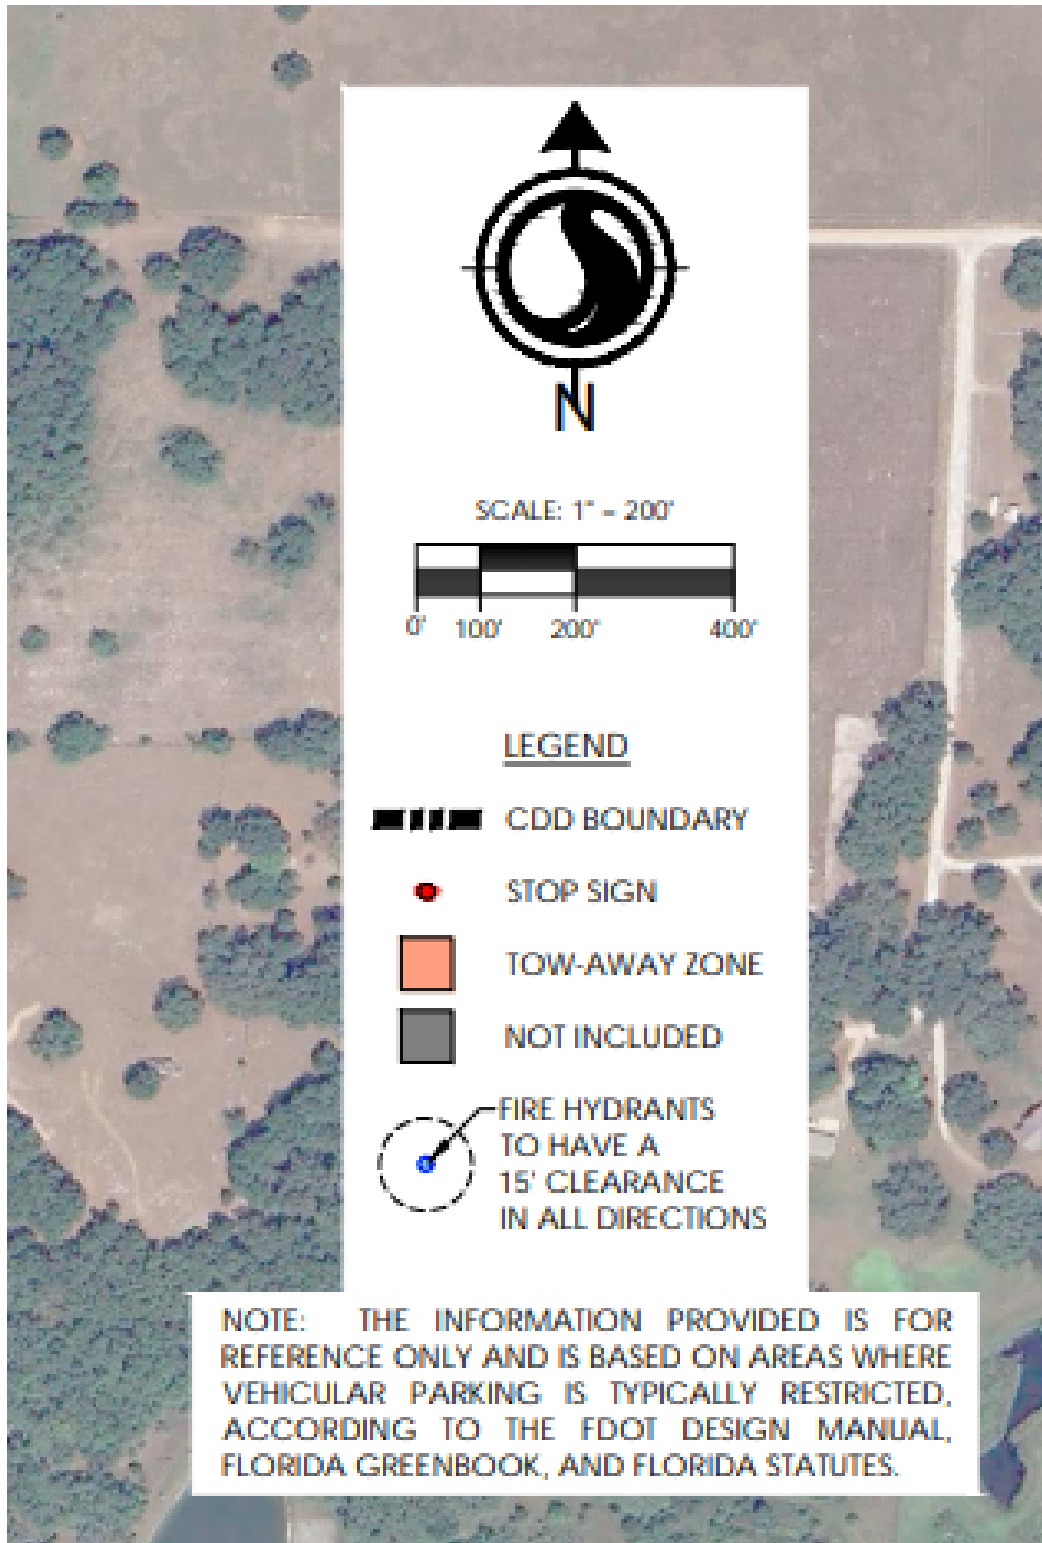 N
SCALE: 1" = 200'
0' 100' 200' 400'
LEGEND
CDD BOUNDARY
STOP SIGN
TOW-AWAY ZONE
NOT INCLUDED
FIRE HYDRANTS
TO HAVE A
15' CLEARANCE
IN ALL DIRECTIONS
NOTE: THE INFORMATION PROVIDED IS FOR
REFERENCE ONLY AND IS BASED ON AREAS WHERE
VEHICULAR PARKING IS TYPICALLY RESTRICTED,
ACCORDING TO THE FDOT DESIGN MANUAL,
FLORIDA GREENBOOK, AND FLORIDA STATUTES.